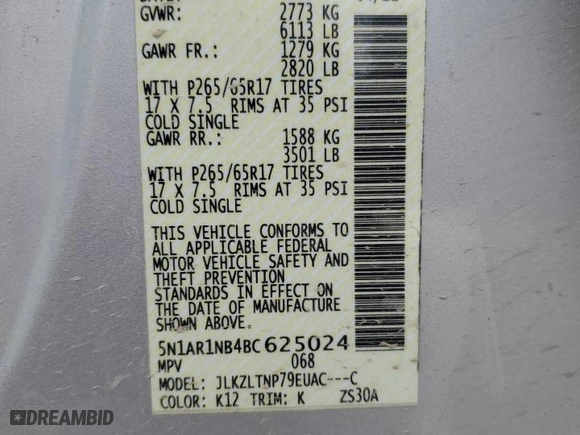 GVWR: 2773 KG
6113 LB
GAWR FR.: 1279 KG
2820 LB
WITH P265/65R17 TIRES
17 X 7.5 RIMS AT 35 PSI
COLD SINGLE
GAWR RR.: 1588 KG
3501 LB
WITH P265/65R17 TIRES
17 X 7.5 RIMS AT 35 PSI
COLD SINGLE
THIS VEHICLE CONFORMS TO
ALL APPLICABLE FEDERAL
MOTOR VEHICLE SAFETY AND
THEFT PREVENTION
STANDARDS IN EFFECT ON
THE DATE OF MANUFACTURE
SHOWN ABOVE.
5N1AR1NB4BC625024
MPV 068
MODEL: JLKZLTNP79EUAC---C
COLOR: K12 TRIM: K ZS30A
DREAMBID